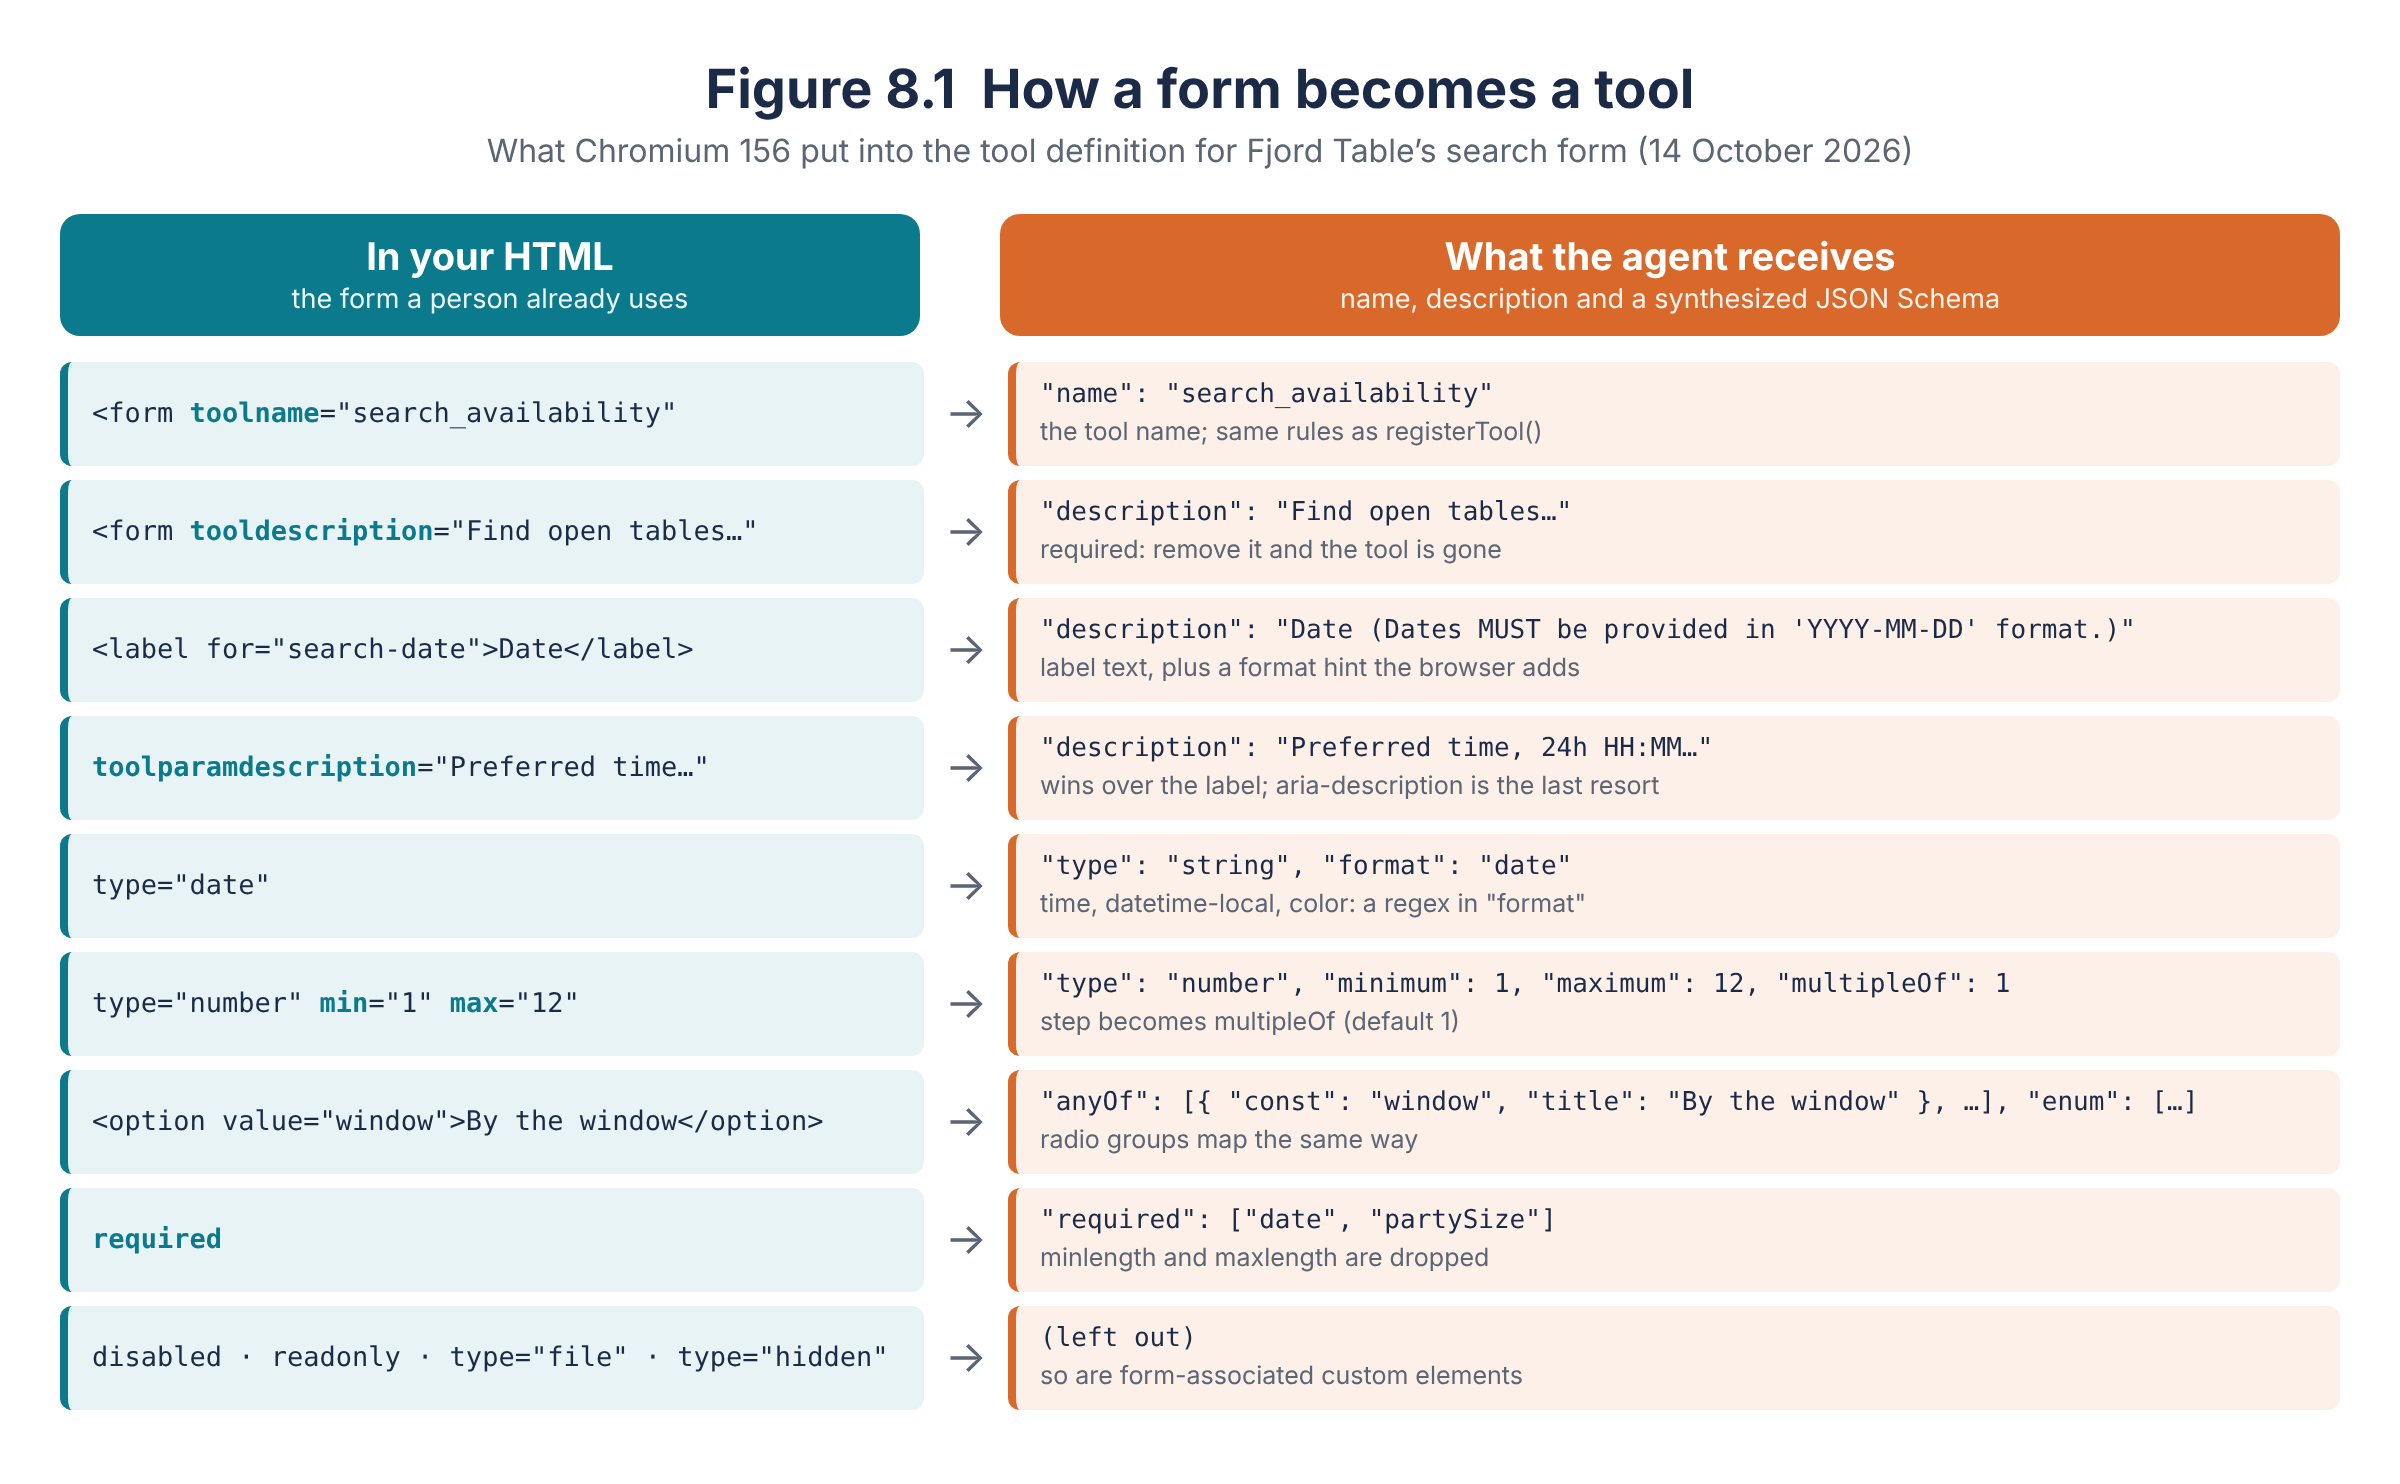 Figure 8.1 How a form becomes a tool
What Chromium 156 put into the tool definition for Fjord Table’s search form (14 October 2026)
In your HTML
the form a person already uses
What the agent receives
name, description and a synthesized JSON Schema
<form toolname="search_availability"
→
"name": "search_availability"
the tool name; same rules as registerTool()
<form tooldescription="Find open tables…"
→
"description": "Find open tables…"
required: remove it and the tool is gone
<label for="search-date">Date</label>
→
"description": "Date (Dates MUST be provided in 'YYYY-MM-DD' format.)"
label text, plus a format hint the browser adds
toolparamdescription="Preferred time…"
→
"description": "Preferred time, 24h HH:MM…"
wins over the label; aria-description is the last resort
type="date"
→
"type": "string", "format": "date"
time, datetime-local, color: a regex in "format"
type="number" min="1" max="12"
→
"type": "number", "minimum": 1, "maximum": 12, "multipleOf": 1
step becomes multipleOf (default 1)
<option value="window">By the window</option>
→
"anyOf": [{ "const": "window", "title": "By the window" }, …], "enum": […]
radio groups map the same way
required
→
"required": ["date", "partySize"]
minlength and maxlength are dropped
disabled · readonly · type="file" · type="hidden"
→
(left out)
so are form-associated custom elements